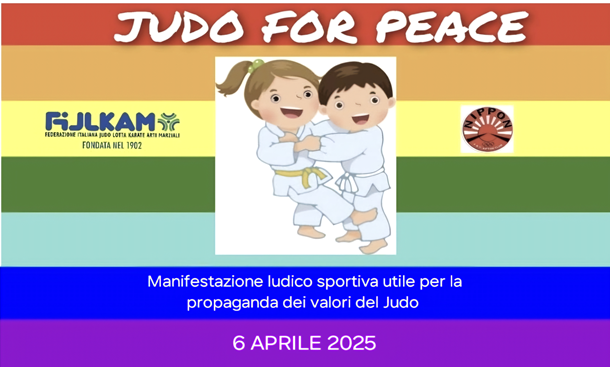 JUDO FOR PEACE
FIJLKAM
FEDERAZIONE ITALIANA JUDO LOTTA KARATE ARTI MARZIALI
FONDATA NEL 1902
NIPPON
Manifestazione ludico sportiva utile per la
propaganda dei valori del Judo
6 APRILE 2025